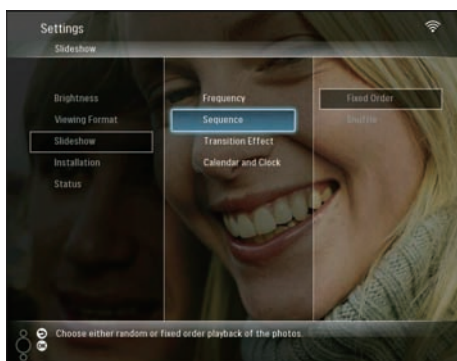 Settings
Slideshow
Brightness
Viewing Format
Slideshow
Installation
Status
Frequency
Sequence
Transition Effect
Calendar and Clock
Fixed Order
Shuffle
Choose either random or fixed order playback of the photos.
OK